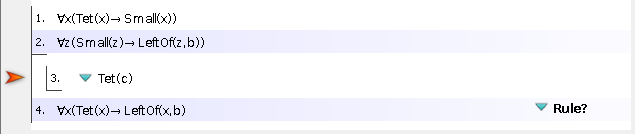 1. ∀x(Tet(x)→ Small(x))
2. ∀z(Small(z)→ LeftOf(z,b))
3. Tet(c)
4. ∀x(Tet(x)→ LeftOf(x,b) Rule?